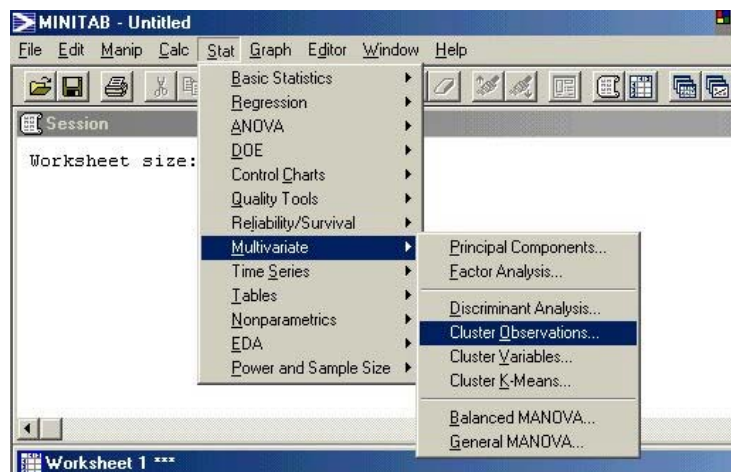 MINITAB - Untitled
File Edit Manip Calc Stat Graph Editor Window Help
Session
Worksheet size:
Basic Statistics
Regression
ANOVA
DOE
Control Charts
Quality Tools
Reliability/Survival
Multivariate
Time Series
Tables
Nonparametrics
EDA
Power and Sample Size
Principal Components...
Factor Analysis...
Discriminant Analysis...
Cluster Observations...
Cluster Variables...
Cluster K-Means...
Balanced MANOVA...
General MANOVA...
Worksheet 1 ***